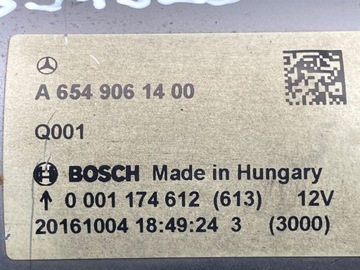 A 654 906 14 00
Q001
BOSCH Made in Hungary
↑ 0 001 174 612 (613) 12V
20161004 18:49:24 3 (3000)